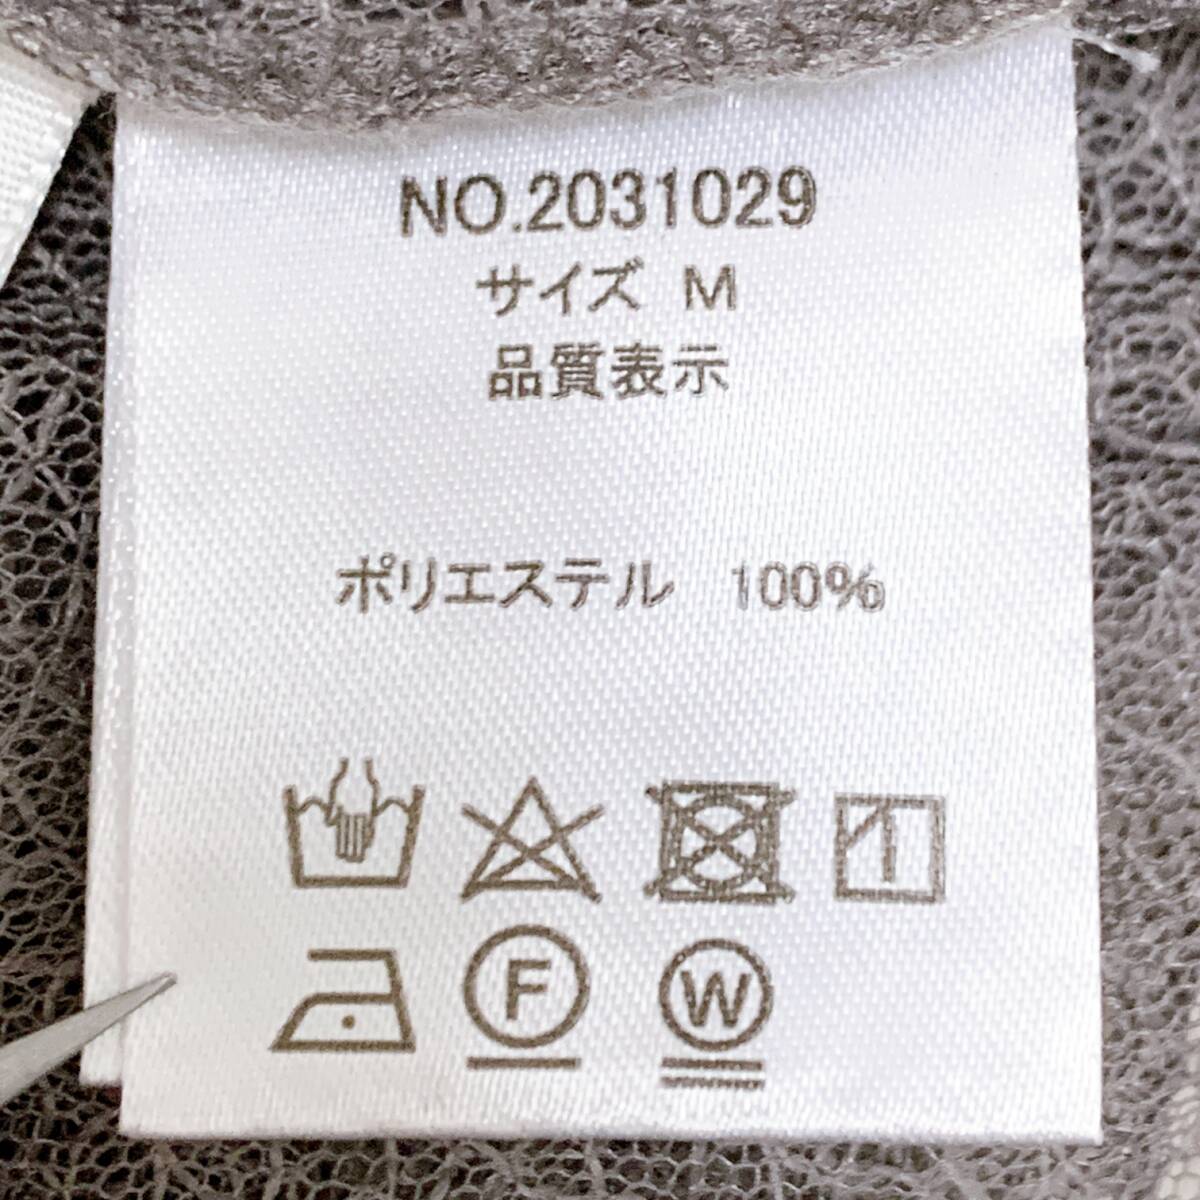 NO.2031029
サイズ M
品質表示
ポリエステル 100%
F W